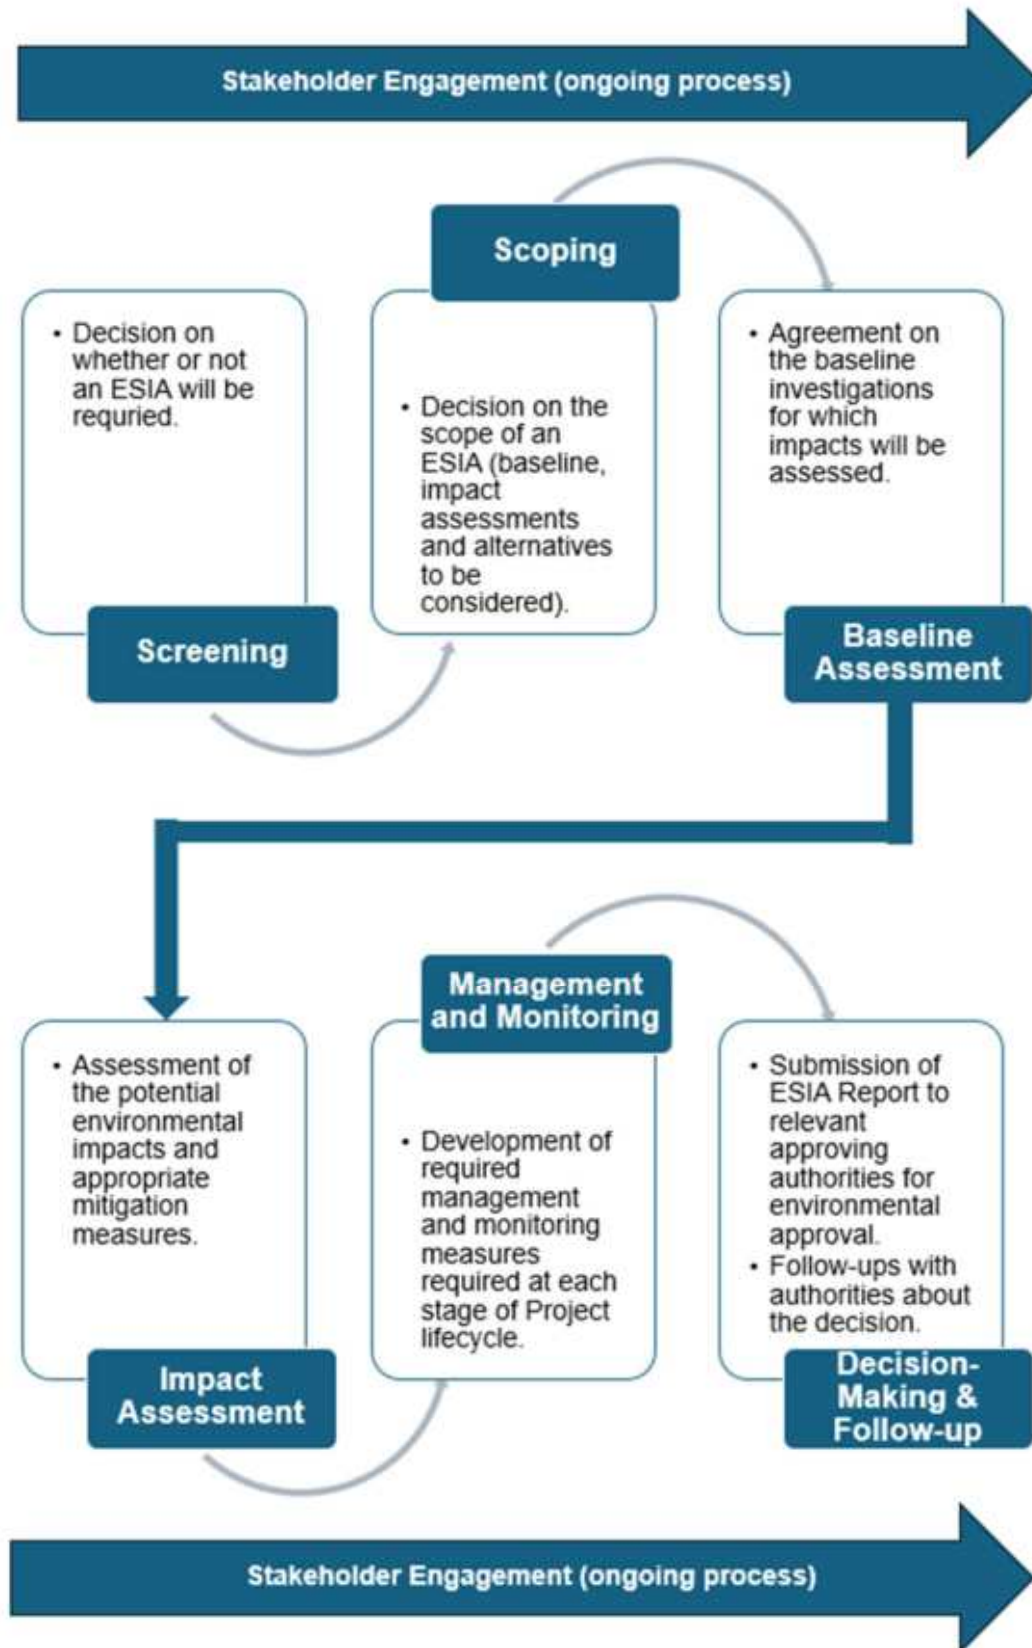 Stakeholder Engagement (ongoing process)
Scoping
• Decision on
whether or not
an ESIA will be
requried.
Screening
• Decision on the
scope of an
ESIA (baseline,
impact
assessments
and alternatives
to be
considered).
• Agreement on
the baseline
investigations
for which
impacts will be
assessed.
Baseline
Assessment
• Assessment of
the potential
environmental
impacts and
appropriate
mitigation
measures.
Impact
Assessment
Management
and Monitoring
• Development of
required
management
and monitoring
measures
required at each
stage of Project
lifecycle.
• Submission of
ESIA Report to
relevant
approving
authorities for
environmental
approval.
• Follow-ups with
authorities about
the decision.
Decision-
Making &
Follow-up
Stakeholder Engagement (ongoing process)